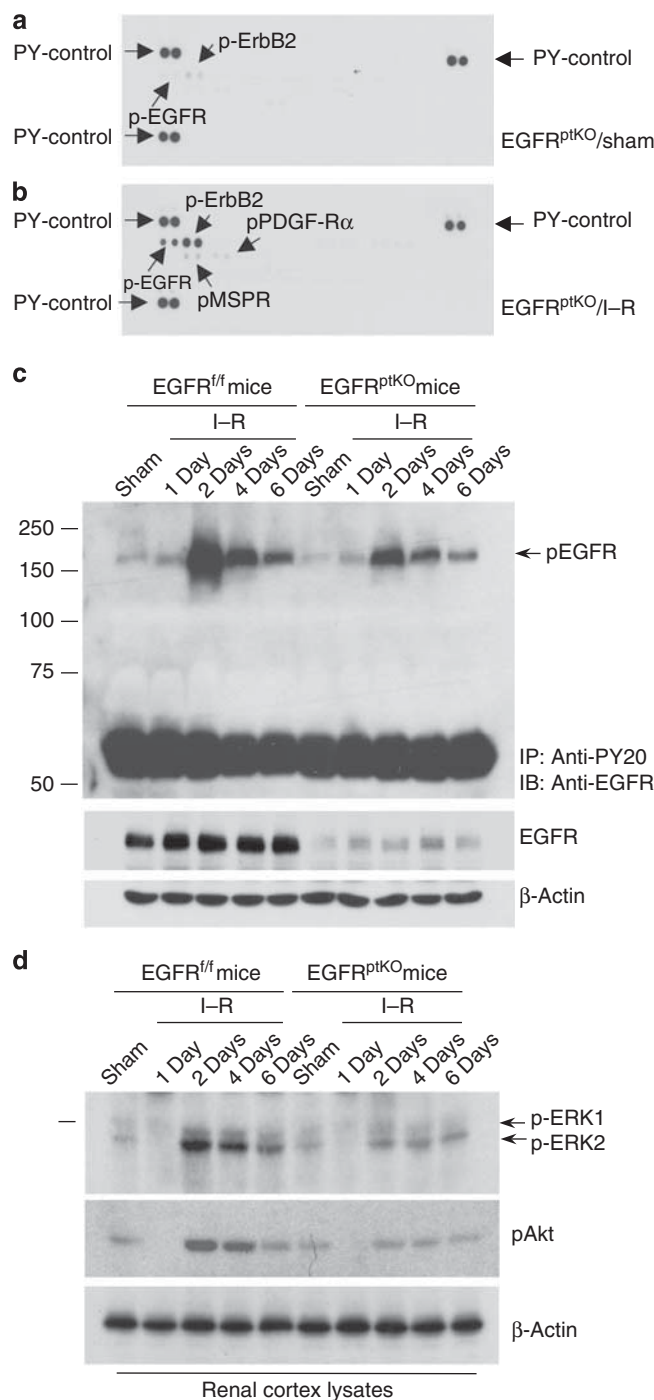 a
PY-control
p-ErbB2
PY-control
p-EGFR
PY-control
EGFRᵖᵗᴷᴼ/sham
b
PY-control
p-ErbB2
pPDGF-Rα
PY-control
p-EGFR
pMSPR
PY-control
EGFRᵖᵗᴷᴼ/I–R
c
EGFRᶠ/ᶠ mice EGFRᵖᵗᴷᴼ mice
I–R I–R
Sham 1 Day 2 Days 4 Days 6 Days Sham 1 Day 2 Days 4 Days 6 Days
250
150
pEGFR
100
75
50
IP: Anti-PY20
IB: Anti-EGFR
EGFR
β-Actin
d
EGFRᶠ/ᶠ mice EGFRᵖᵗᴷᴼ mice
I–R I–R
Sham 1 Day 2 Days 4 Days 6 Days Sham 1 Day 2 Days 4 Days 6 Days
p-ERK1
p-ERK2
pAkt
β-Actin
Renal cortex lysates